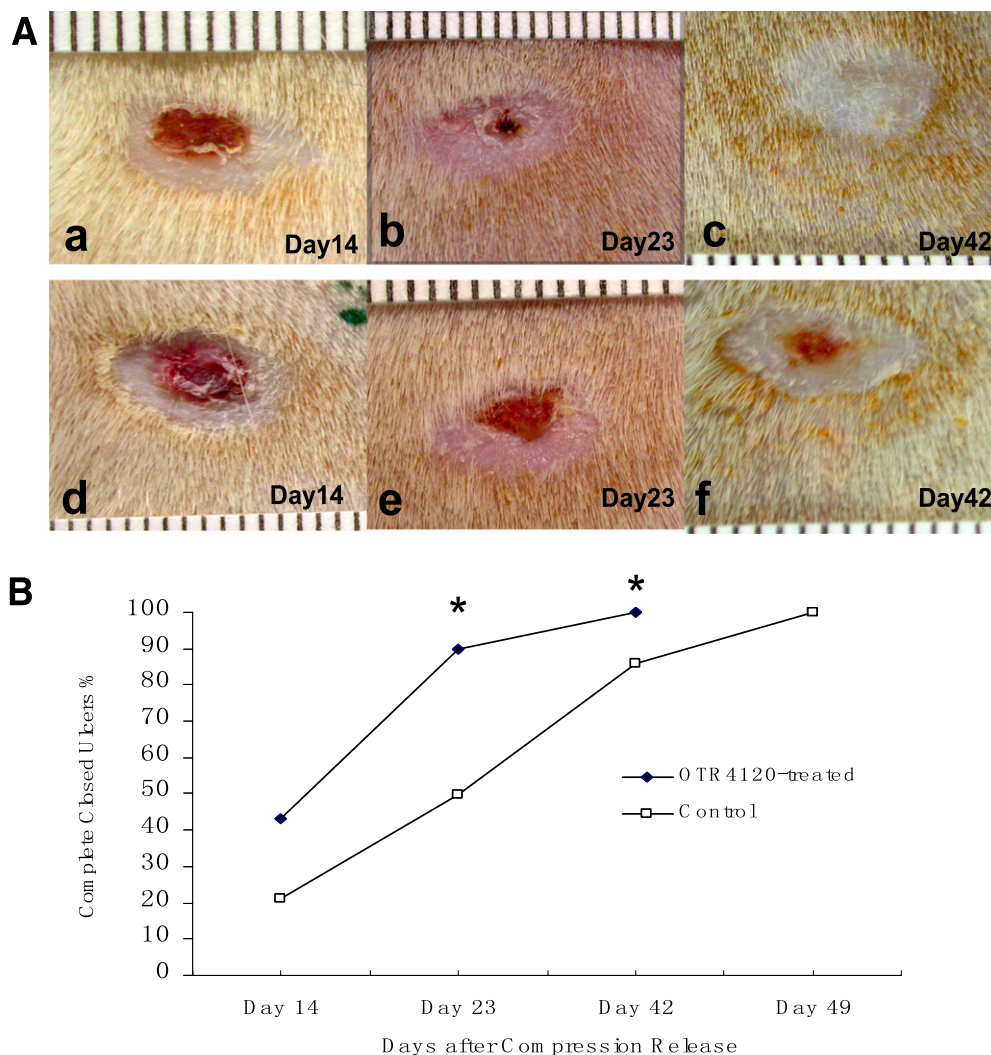 A
a Day14
b Day23
c Day42
d Day14
e Day23
f Day42
B
* *
100
90
80
70
60
50
40
30
20
10
0
Complete Closed Ulcers %
OTR4120-treated
Control
Day 14 Day 23 Day 42 Day 49
Days after Compression Release